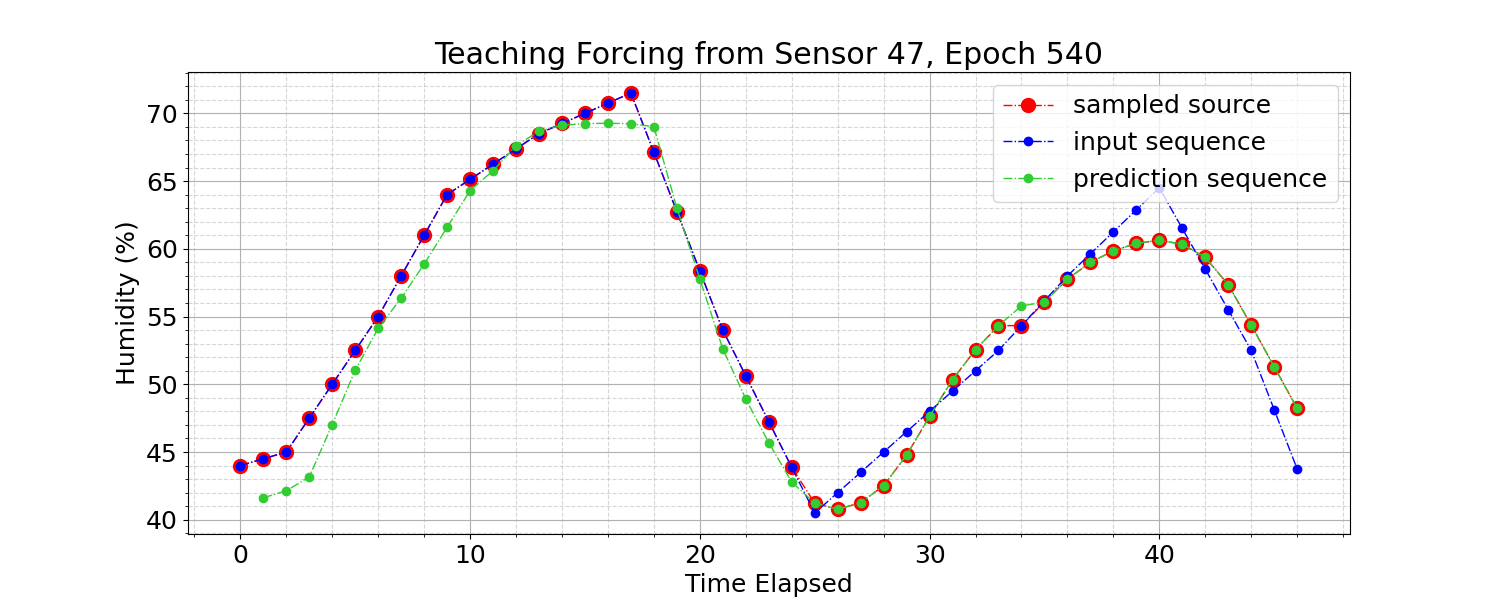 Teaching Forcing from Sensor 47, Epoch 540
sampled source
input sequence
prediction sequence
Humidity (%)
70
65
60
55
50
45
40
0 10 20 30 40
Time Elapsed